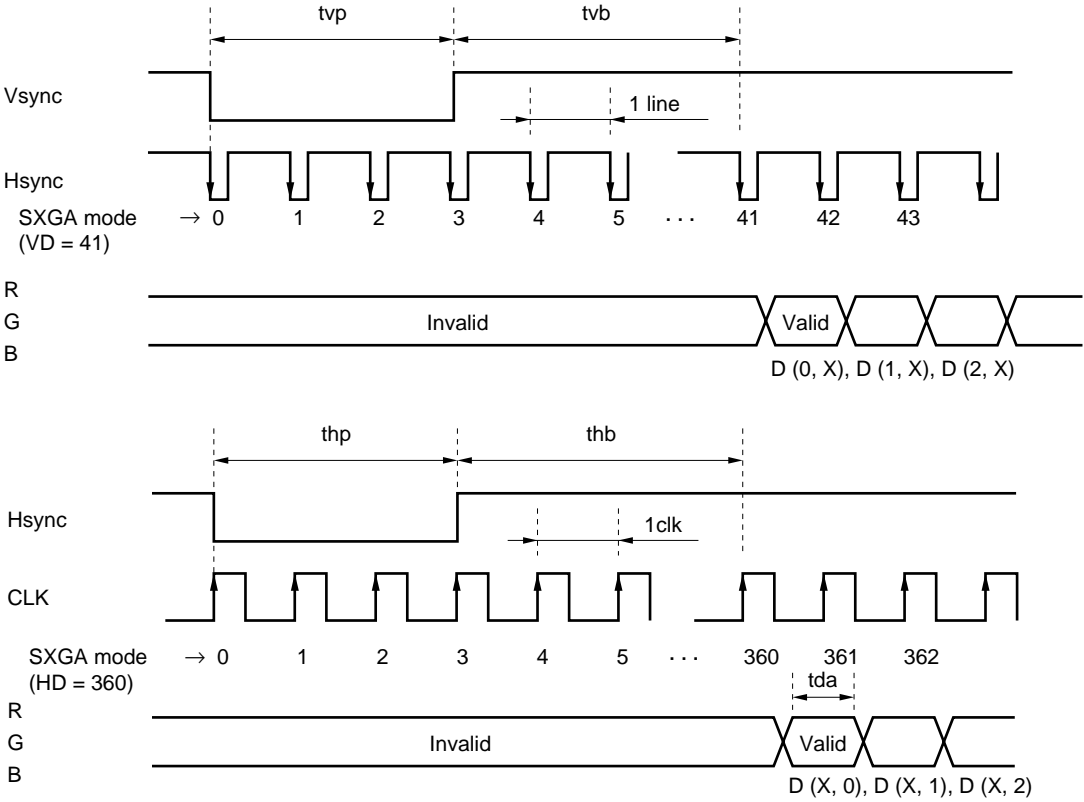 tvp tvb
Vsync
1 line
Hsync
SXGA mode → 0 1 2 3 4 5 ··· 41 42 43
(VD = 41)
R
G Invalid Valid
B
D (0, X), D (1, X), D (2, X)
thp thb
Hsync
1clk
CLK
SXGA mode → 0 1 2 3 4 5 ··· 360 361 362
(HD = 360)
tda
R
G Invalid Valid
B
D (X, 0), D (X, 1), D (X, 2)